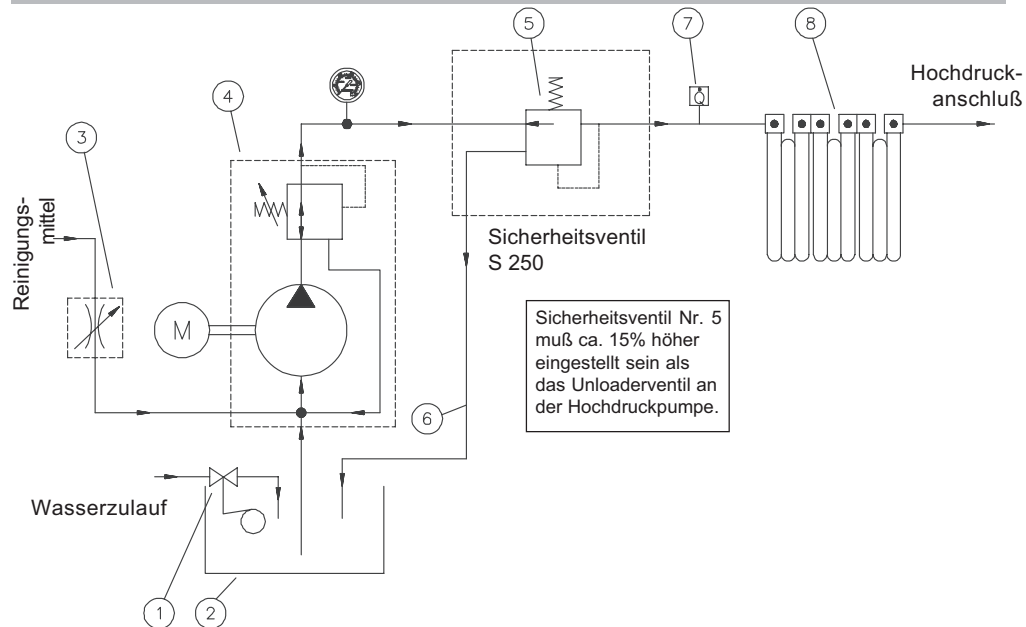 5
7
8
Hochdruck-
anschluß
4
3
Reinigungs-
mittel
Sicherheitsventil
S 250
M
Q
Sicherheitsventil Nr. 5
muß ca. 15% höher
eingestellt sein als
das Unloaderventil an
der Hochdruckpumpe.
6
Wasserzulauf
1
2